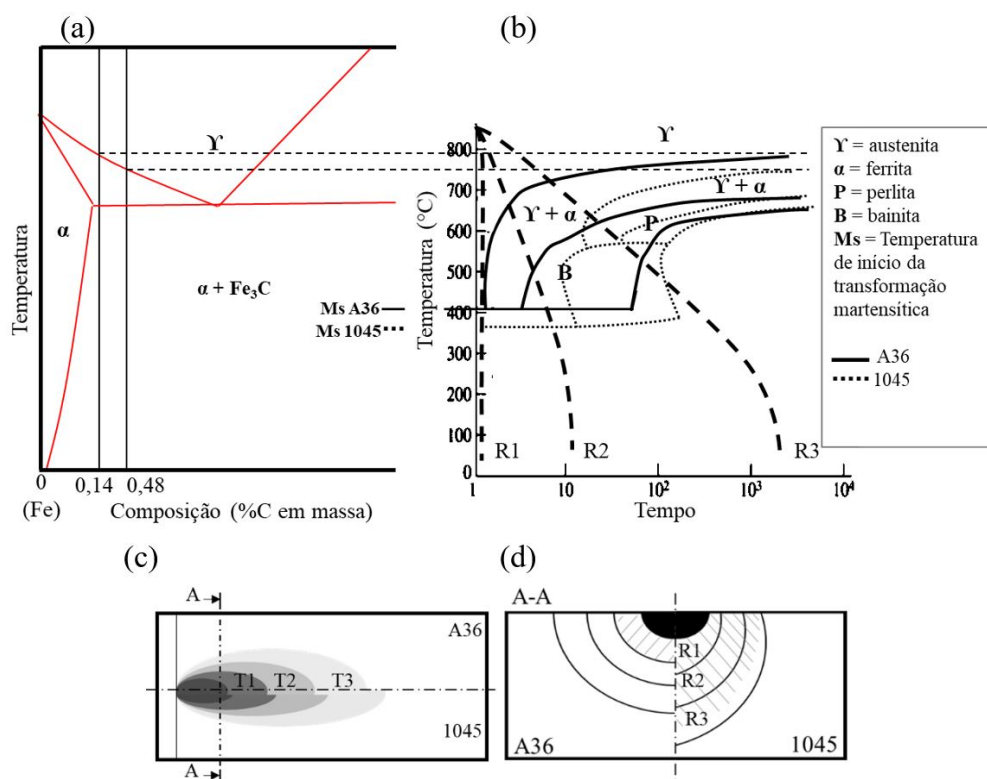 (a)
ϒ
α
α + Fe₃C
Temperatura
0
0,14
0,48
(Fe)
Composição (%C em massa)
Ms A36
Ms 1045
(b)
800
700
600
500
400
300
200
100
0
Temperatura (°C)
ϒ
ϒ + α
ϒ + α
P
B
R1
R2
R3
1
10
10²
10³
10⁴
Tempo
ϒ = austenita
α = ferrita
P = perlita
B = bainita
Ms = Temperatura
de início da
transformação
martensítica
A36
1045
(c)
A
A36
T1
T2
T3
1045
A
(d)
A-A
R1
R2
R3
A36
1045